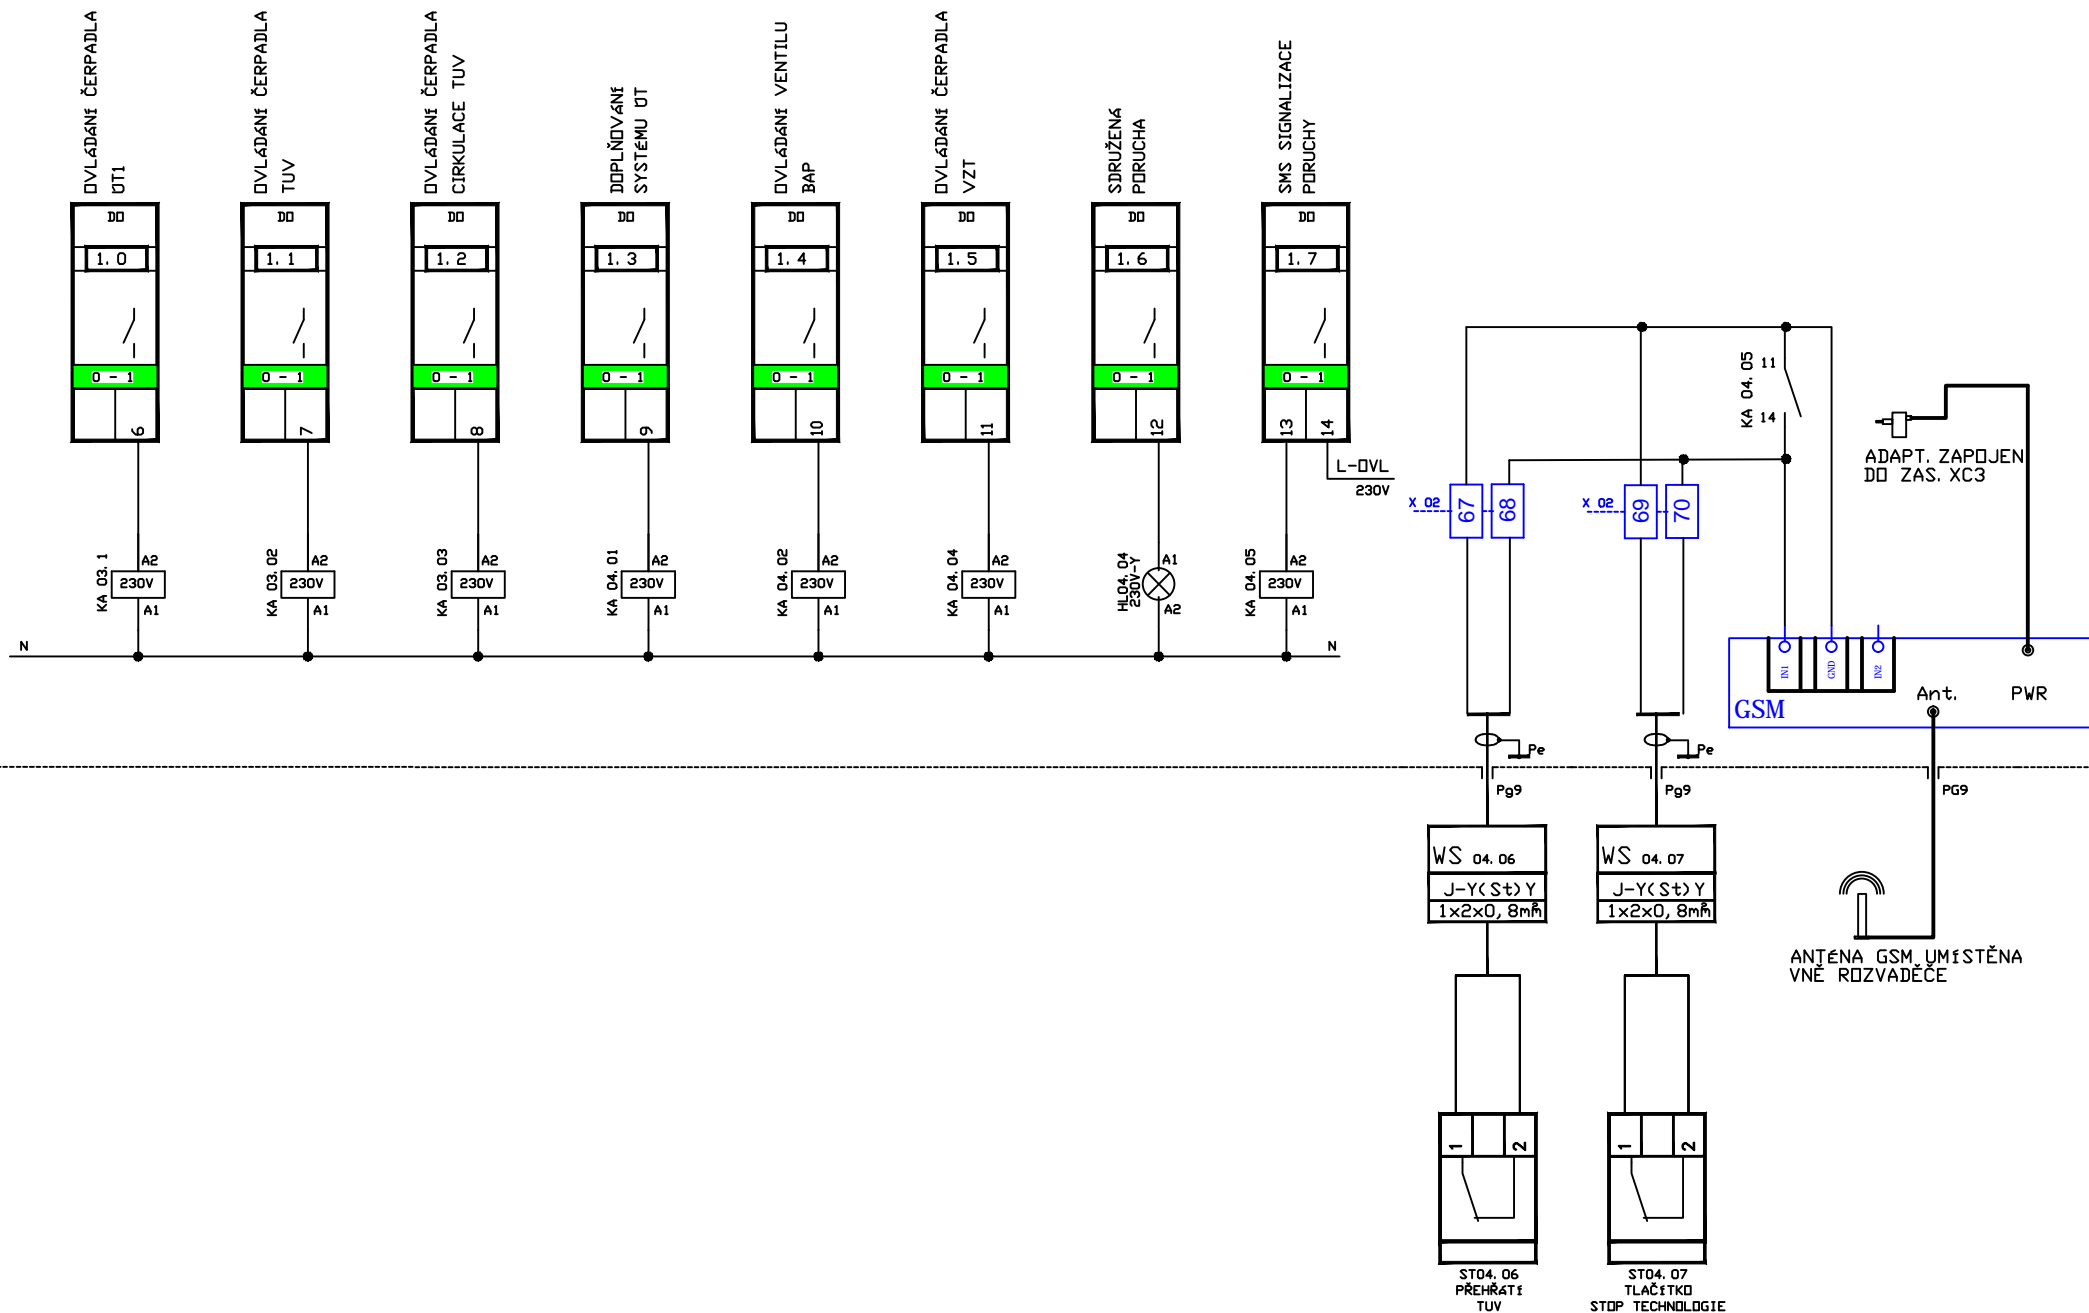 OVLÁDÁNÍ ČERPADLA
ÚT1
OVLÁDÁNÍ ČERPADLA
TUV
OVLÁDÁNÍ ČERPADLA
CIRKULACE TUV
DOPLŇOVÁNÍ
SYSTÉMU ÚT
OVLÁDÁNÍ VENTILU
BAP
OVLÁDÁNÍ ČERPADLA
VZT
SDRUŽENÁ
PORUCHA
SMS SIGNALIZACE
PORUCHY
DO
DO
DO
DO
DO
DO
DO
DO
1.0
1.1
1.2
1.3
1.4
1.5
1.6
1.7
0 - 1
0 - 1
0 - 1
0 - 1
0 - 1
0 - 1
0 - 1
0 - 1
6
7
8
9
10
11
12
13
14
L-OVL
230V
KA 03.1
A2
230V
A1
KA 03.02
A2
230V
A1
KA 03.03
A2
230V
A1
KA 04.01
A2
230V
A1
KA 04.02
A2
230V
A1
KA 04.04
A2
230V
A1
HL04.04
230V-Y
A1
A2
KA 04.05
A2
230V
A1
N
N
KA 04.05
11
14
ADAPT. ZAPOJEN
DO ZAS. XC3
X 02
67
68
X 02
69
70
IN1
GND
IN2
GSM
Ant.
PWR
Pe
Pe
Pg9
Pg9
PG9
WS 04.06
J-Y(St)Y
1x2x0,8mm²
WS 04.07
J-Y(St)Y
1x2x0,8mm²
ANTÉNA GSM UMÍSTĚNA
VNĚ ROZVADĚČE
1
2
1
2
ST04.06
PŘEHŘÁTÍ
TUV
ST04.07
TLAČÍTKO
STOP TECHNOLOGIE